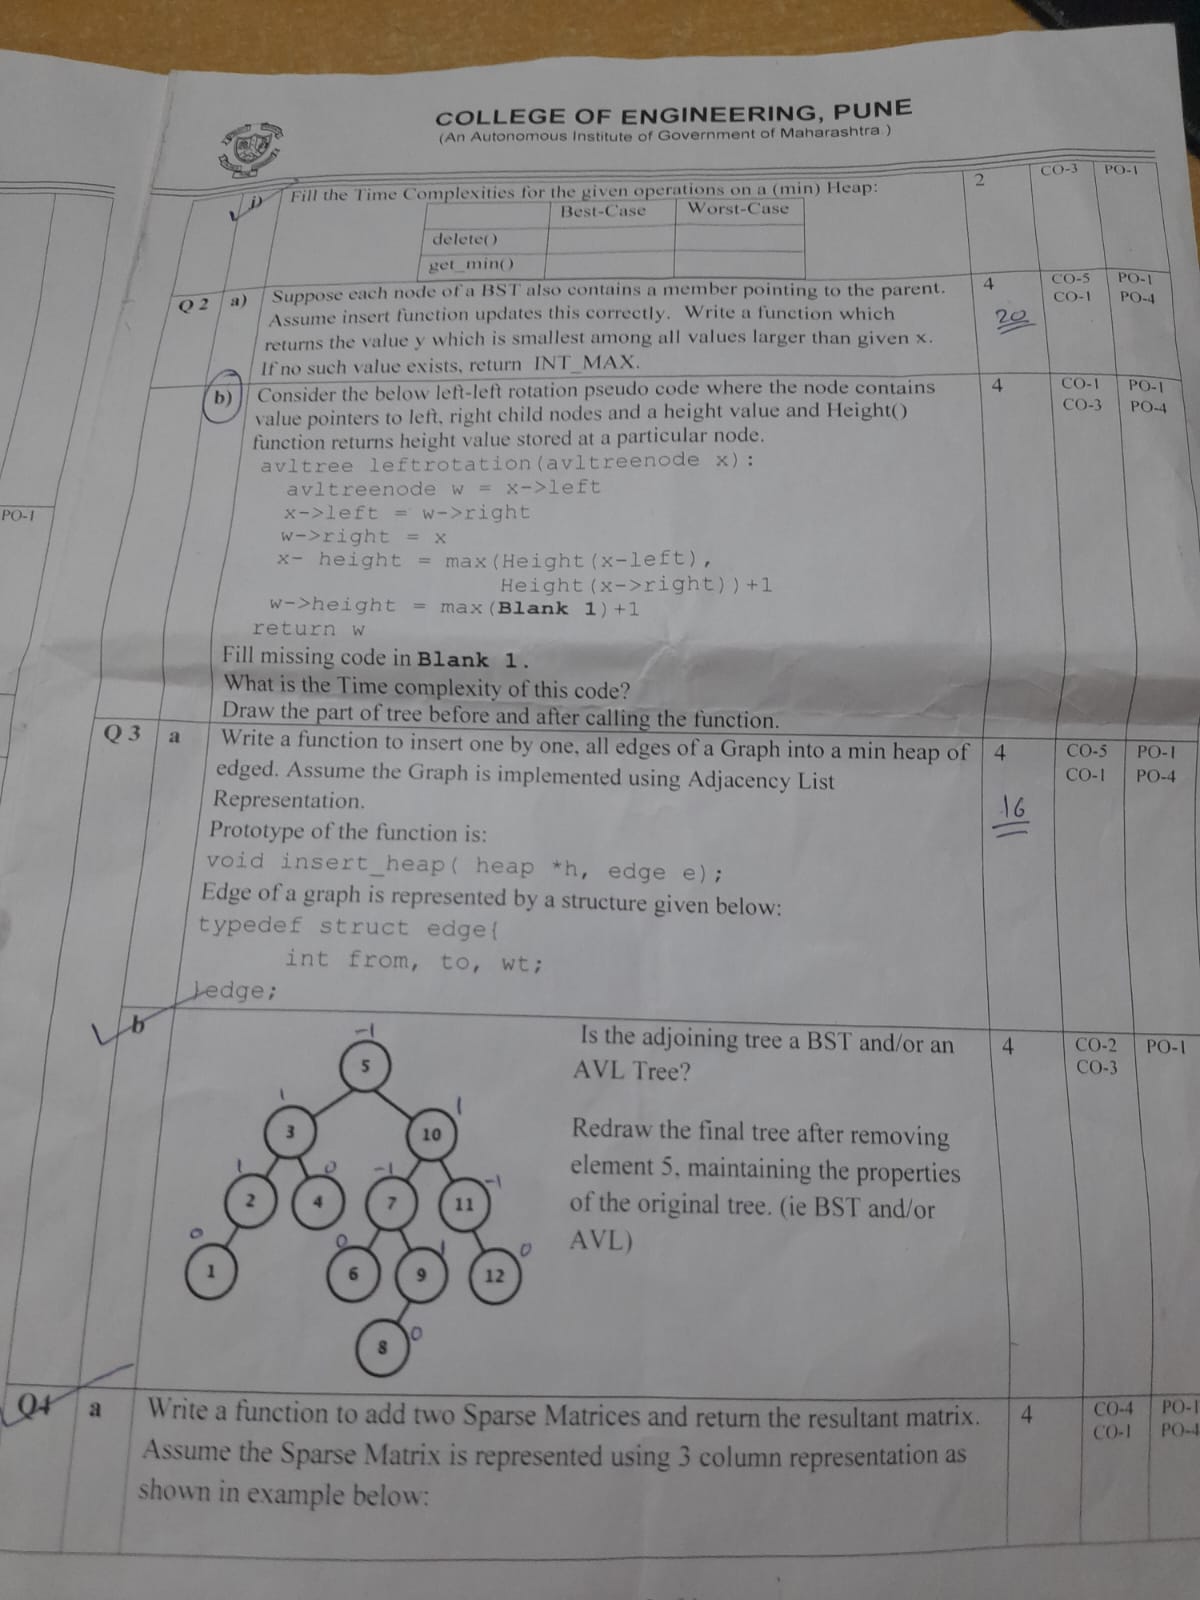 COLLEGE OF ENGINEERING, PUNE
(An Autonomous Institute of Government of Maharashtra.)
i) Fill the Time Complexities for the given operations on a (min) Heap: 2 CO-3 PO-1
Best-Case Worst-Case
delete()
get_min()
Q 2 a) Suppose each node of a BST also contains a member pointing to the parent. 4 CO-5 PO-1
Assume insert function updates this correctly. Write a function which 20 CO-1 PO-4
returns the value y which is smallest among all values larger than given x.
If no such value exists, return INT_MAX.
b) Consider the below left-left rotation pseudo code where the node contains 4 CO-1 PO-1
value pointers to left, right child nodes and a height value and Height() CO-3 PO-4
function returns height value stored at a particular node.
avltree leftrotation(avltreenode x):
avltreenode w = x->left
x->left = w->right
w->right = x
x- height = max(Height(x-left),
Height(x->right))+1
w->height = max(Blank 1)+1
return w
Fill missing code in Blank 1.
What is the Time complexity of this code?
Draw the part of tree before and after calling the function.
PO-1
Q 3 a Write a function to insert one by one, all edges of a Graph into a min heap of 4 CO-5 PO-1
edged. Assume the Graph is implemented using Adjacency List CO-1 PO-4
Representation. 16
Prototype of the function is:
void insert_heap( heap *h, edge e);
Edge of a graph is represented by a structure given below:
typedef struct edge{
int from, to, wt;
}edge;
b Is the adjoining tree a BST and/or an 4 CO-2 PO-1
AVL Tree? CO-3
Redraw the final tree after removing
element 5, maintaining the properties
of the original tree. (ie BST and/or
AVL)
-1
5
1 1
3 10
1 0 -1 -1
2 4 7 11
0 0 1 0
1 6 9 12
0
8
Q4 a Write a function to add two Sparse Matrices and return the resultant matrix. 4 CO-4 PO-1
Assume the Sparse Matrix is represented using 3 column representation as CO-1 PO-4
shown in example below: